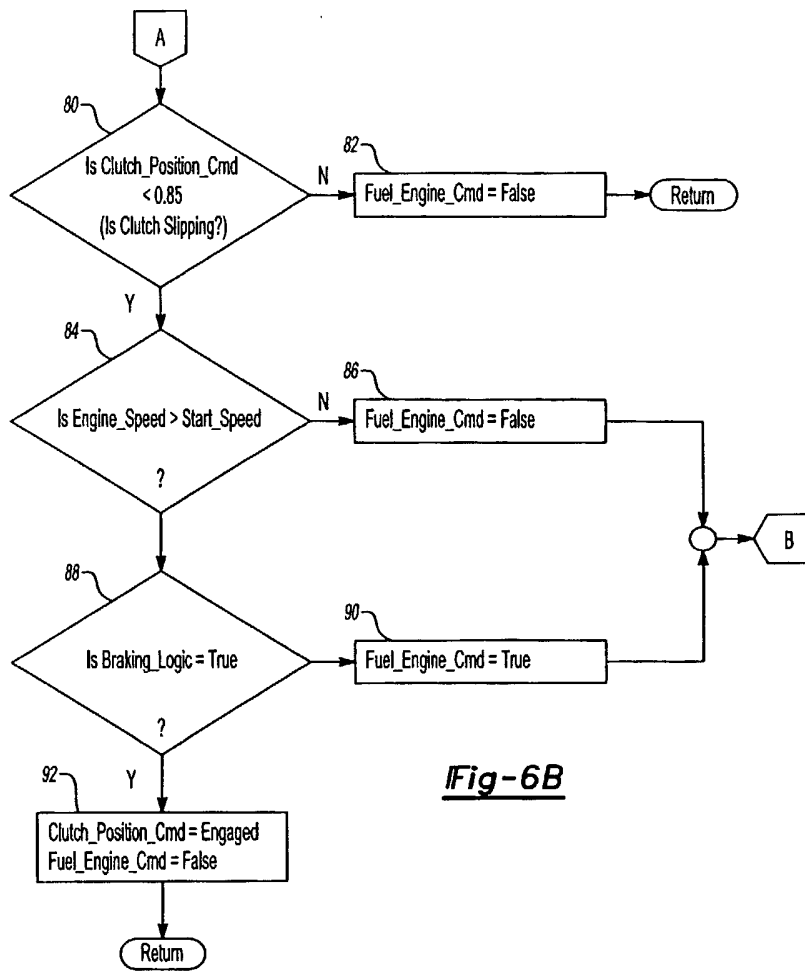 A
80
Is Clutch_Position_Cmd
< 0.85
(Is Clutch Slipping?)
N
82
Fuel_Engine_Cmd = False
Return
Y
84
Is Engine_Speed > Start_Speed
?
N
86
Fuel_Engine_Cmd = False
B
88
Is Braking_Logic = True
?
90
Fuel_Engine_Cmd = True
Y
92
Clutch_Position_Cmd = Engaged
Fuel_Engine_Cmd = False
Return
Fig-6B